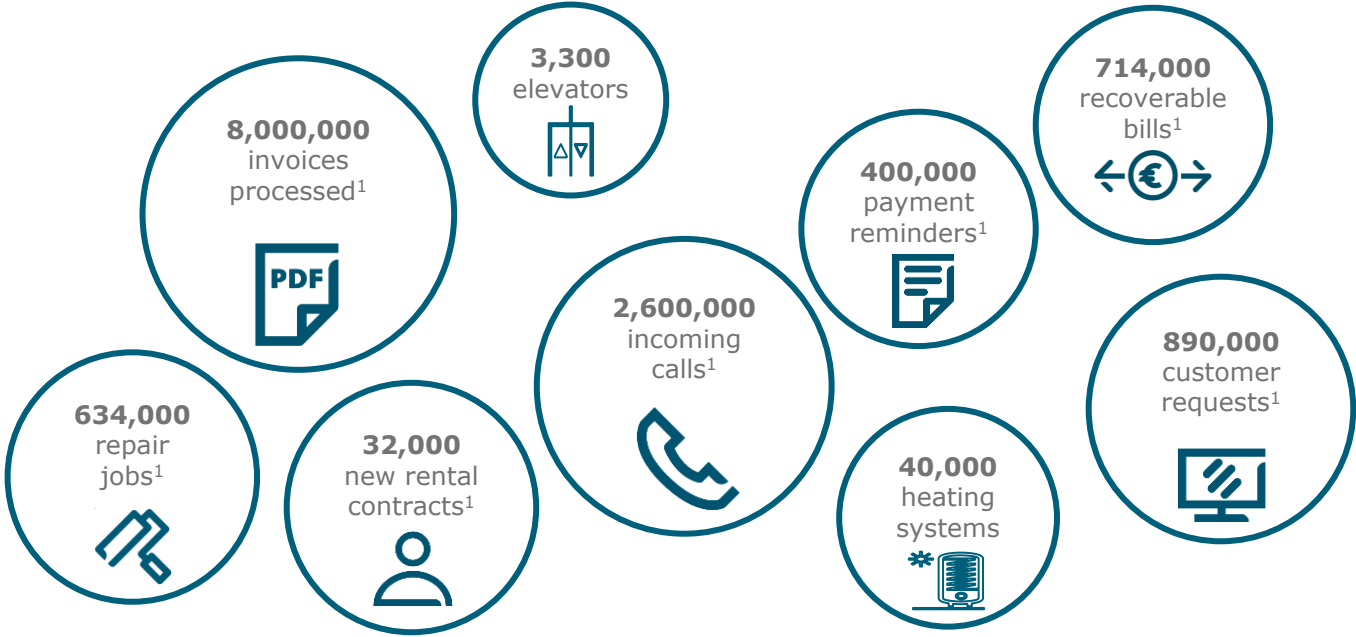 3,300
elevators
714,000
recoverable
bills¹
8,000,000
invoices
processed¹
PDF
400,000
payment
reminders¹
€
2,600,000
incoming
calls¹
890,000
customer
requests¹
634,000
repair
jobs¹
32,000
new rental
contracts¹
40,000
heating
systems